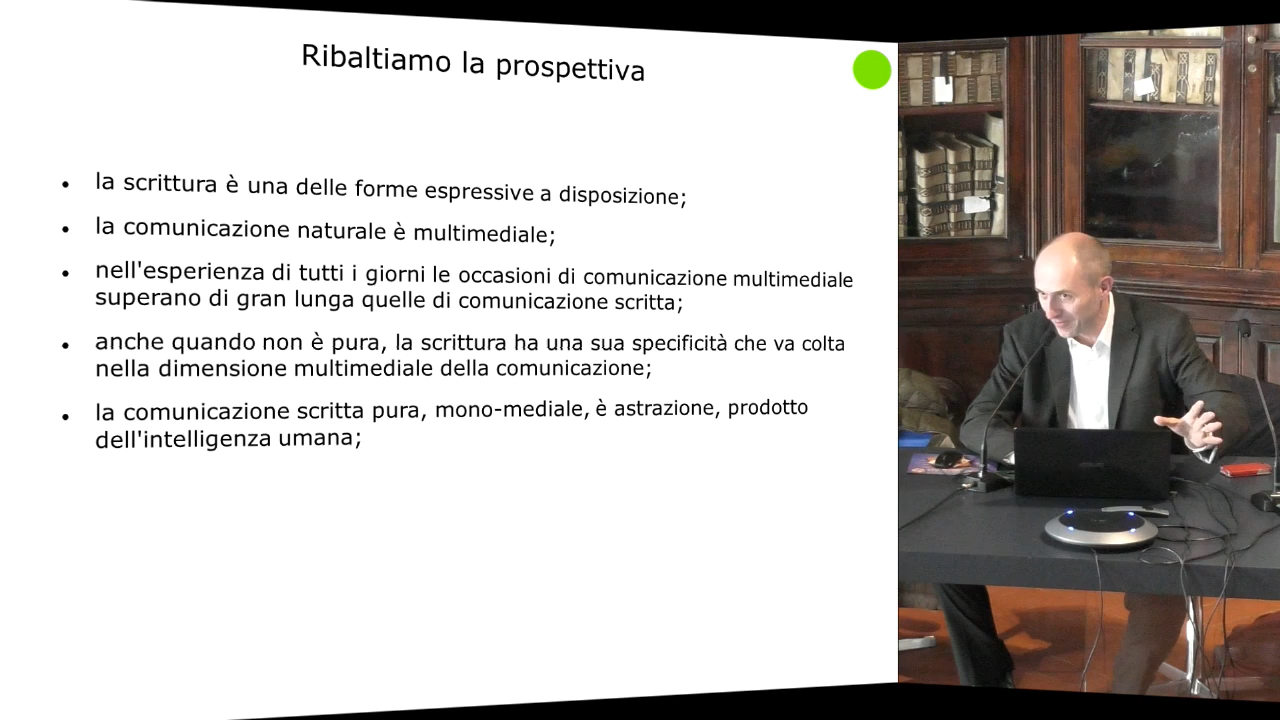 Ribaltiamo la prospettiva
• la scrittura è una delle forme espressive a disposizione;
• la comunicazione naturale è multimediale;
• nell'esperienza di tutti i giorni le occasioni di comunicazione multimediale
superano di gran lunga quelle di comunicazione scritta;
• anche quando non è pura, la scrittura ha una sua specificità che va colta
nella dimensione multimediale della comunicazione;
• la comunicazione scritta pura, mono-mediale, è astrazione, prodotto
dell'intelligenza umana;